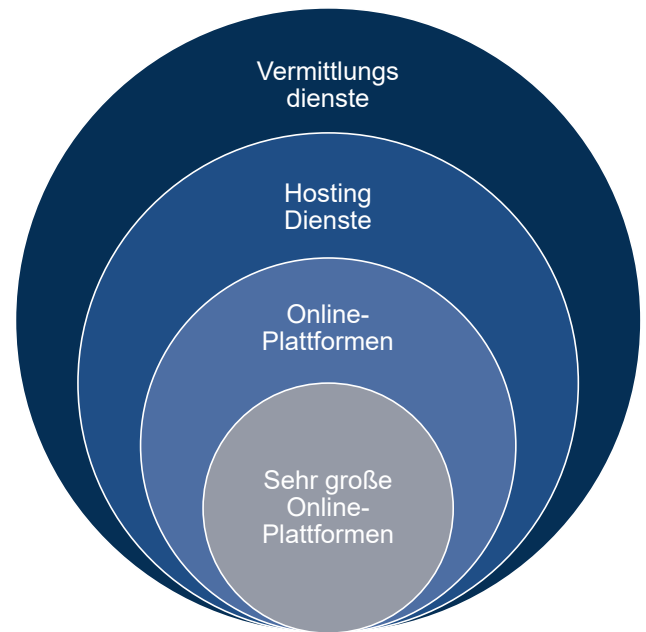 Vermittlungs
dienste
Hosting
Dienste
Online-
Plattformen
Sehr große
Online-
Plattformen